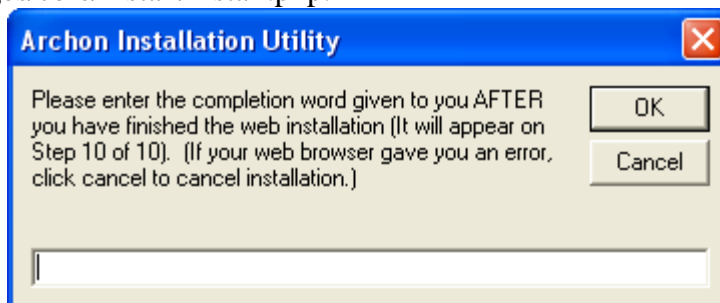 Archon Installation Utility
Please enter the completion word given to you AFTER
you have finished the web installation (It will appear on
Step 10 of 10). (If your web browser gave you an error,
click cancel to cancel installation.)
OK
Cancel